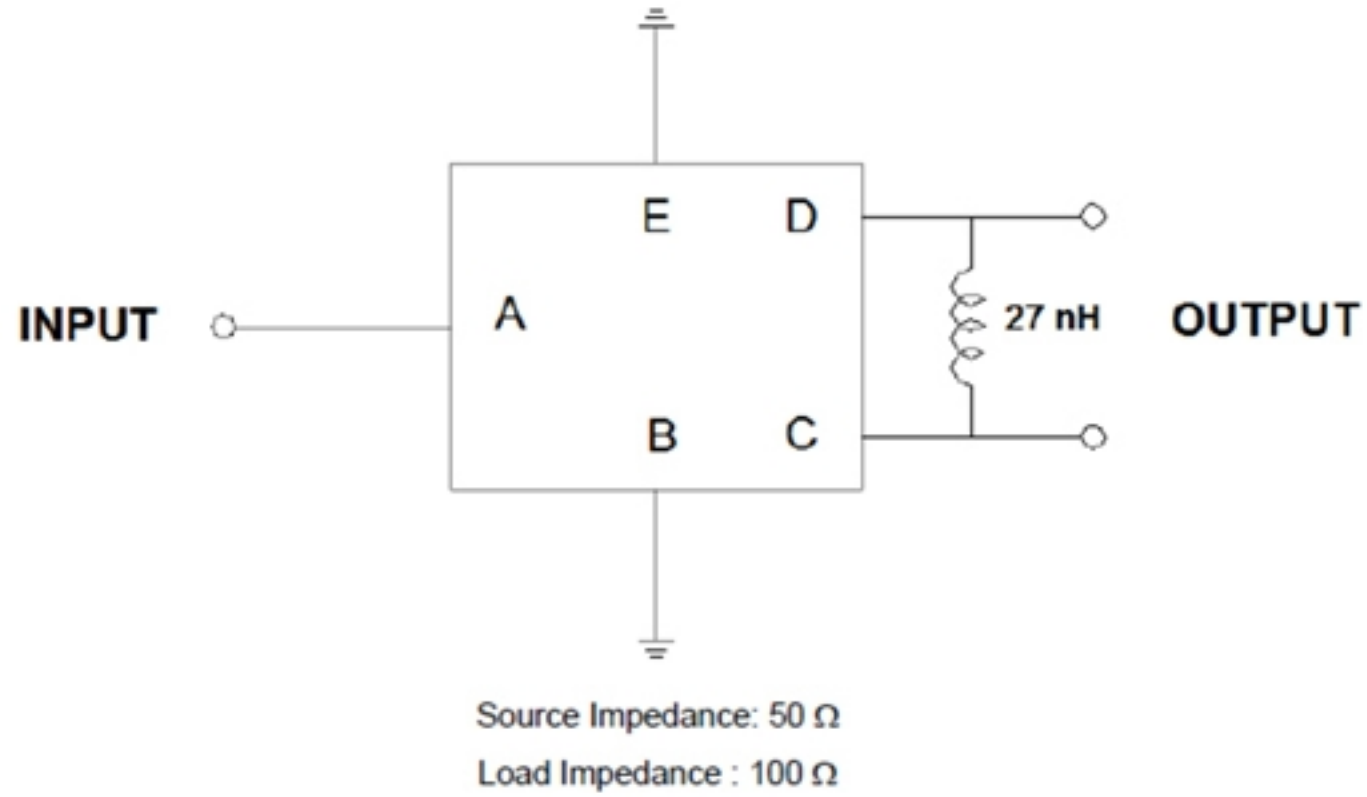 E D
INPUT A 27 nH OUTPUT
B C
Source Impedance: 50 Ω
Load Impedance : 100 Ω